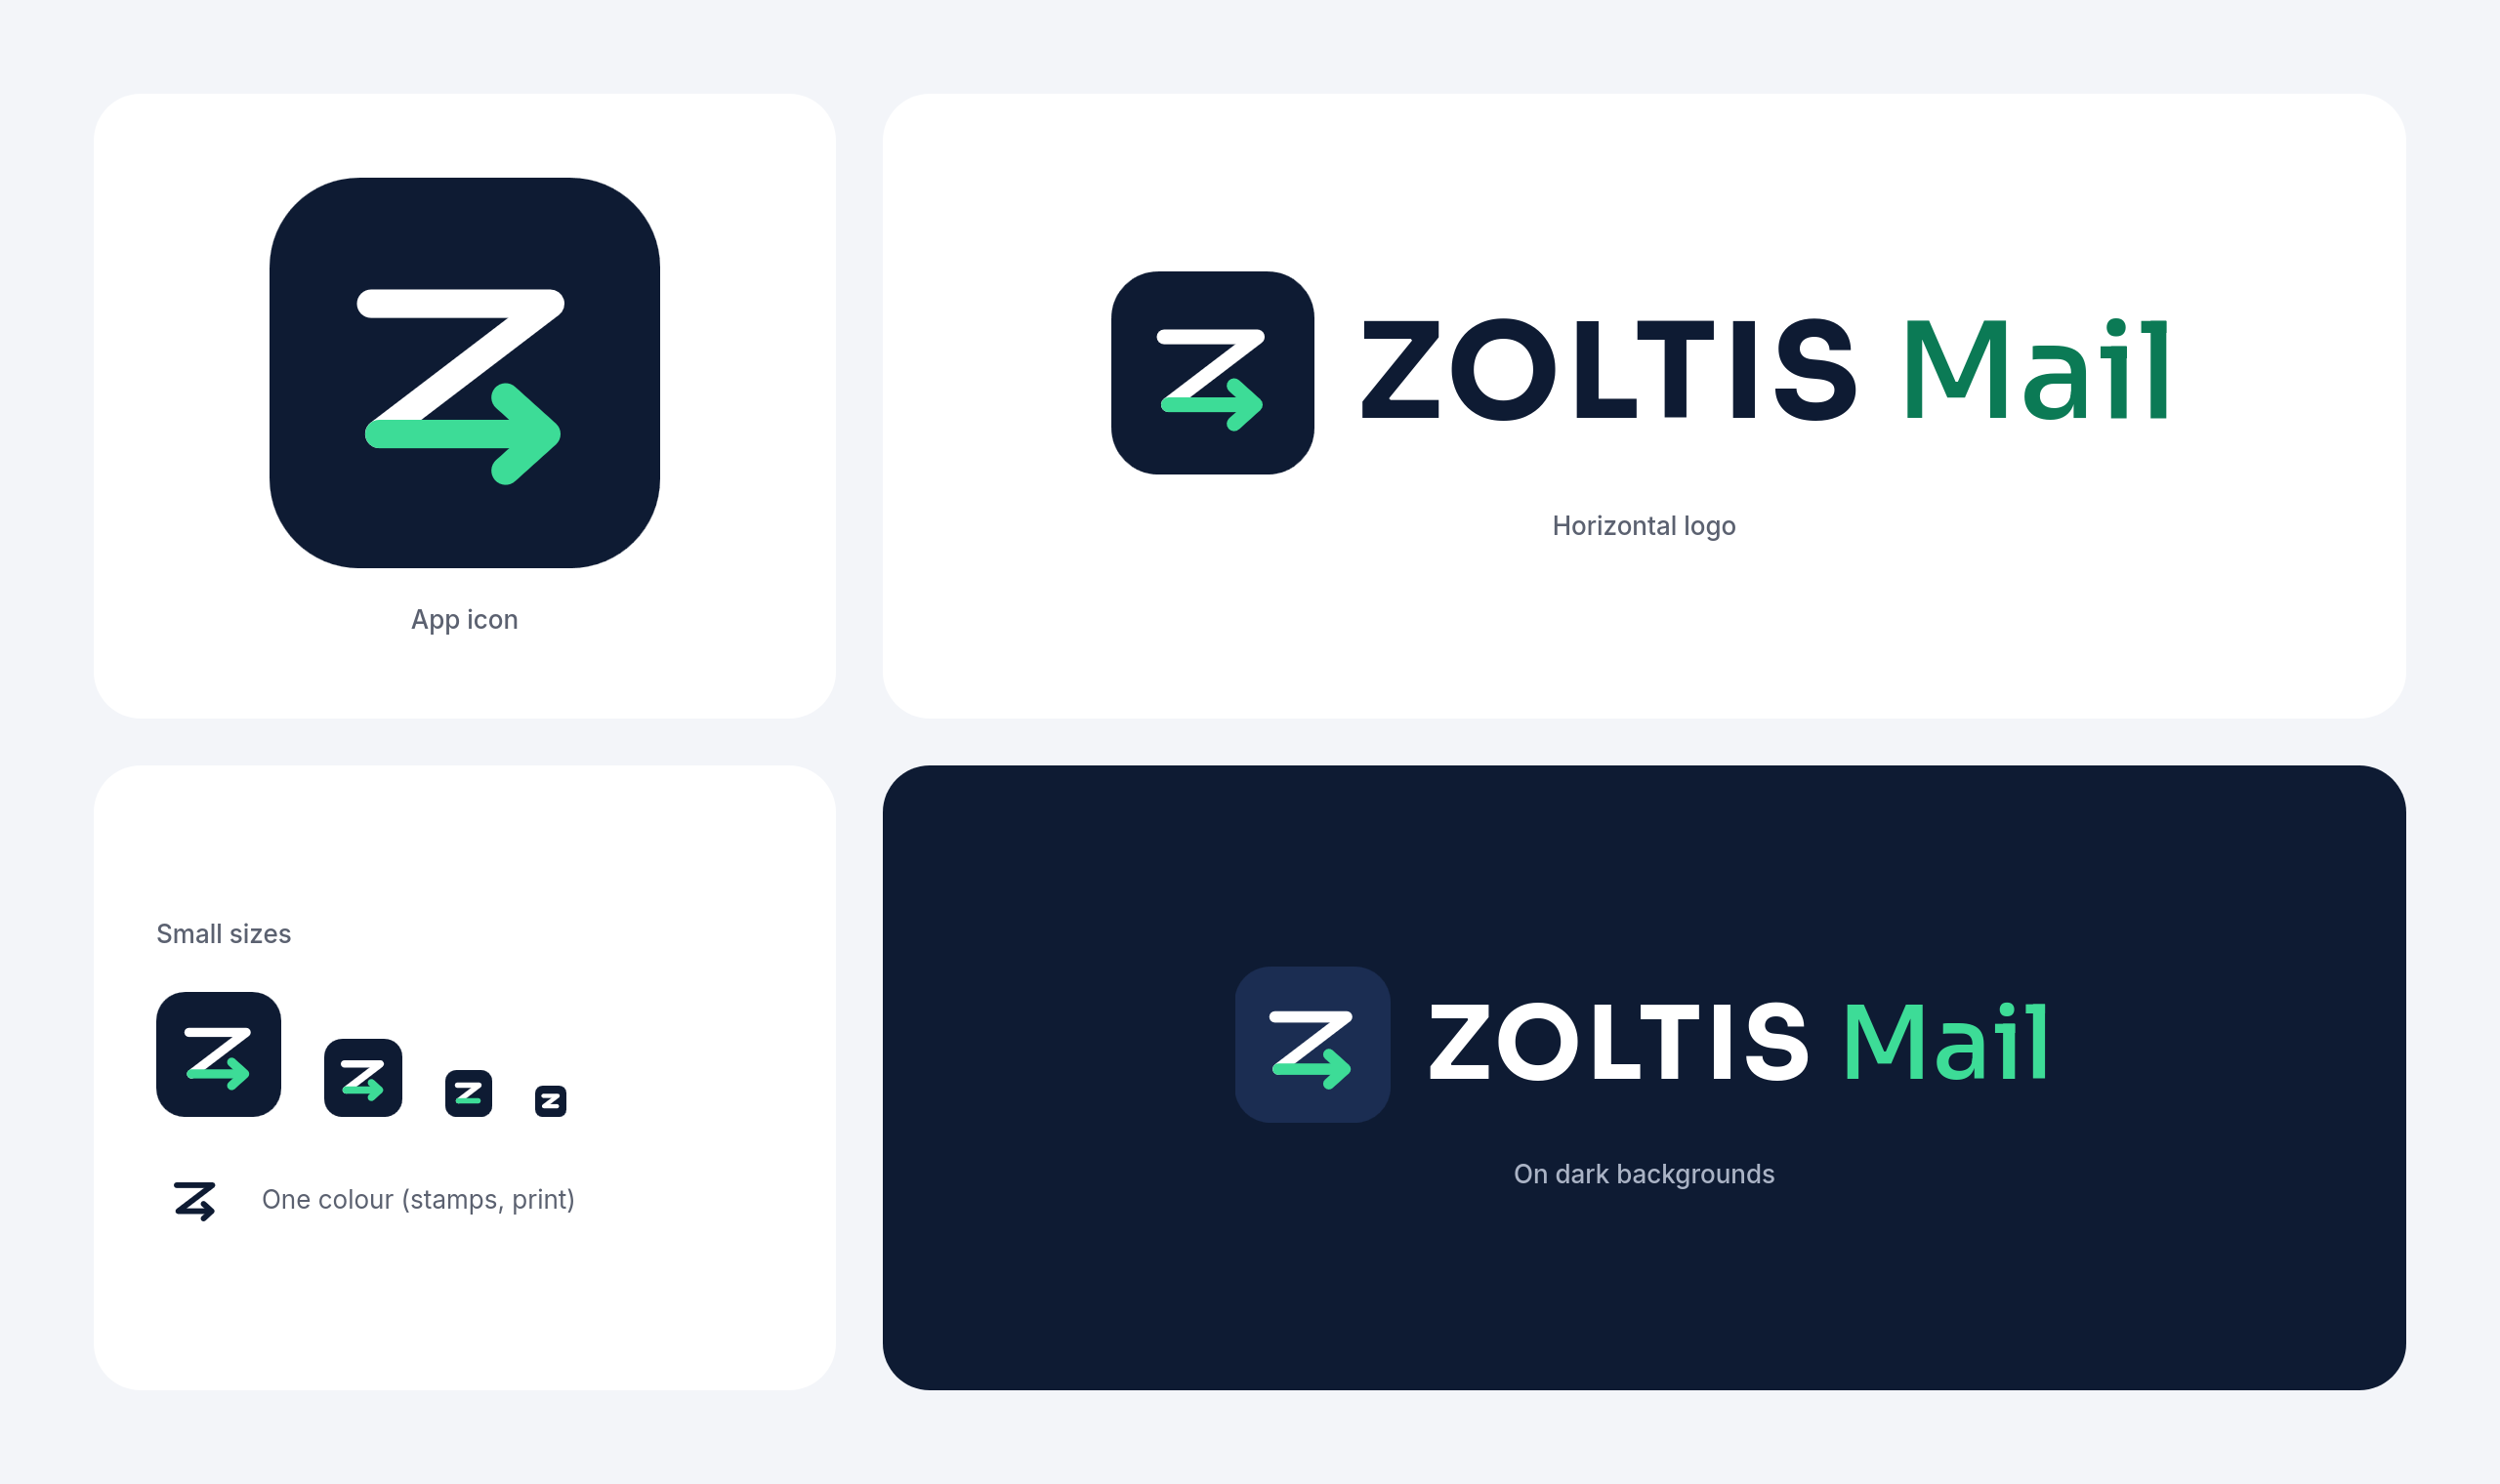 App icon
ZOLTIS Mail
Horizontal logo
Small sizes
One colour (stamps, print)
ZOLTIS Mail
On dark backgrounds